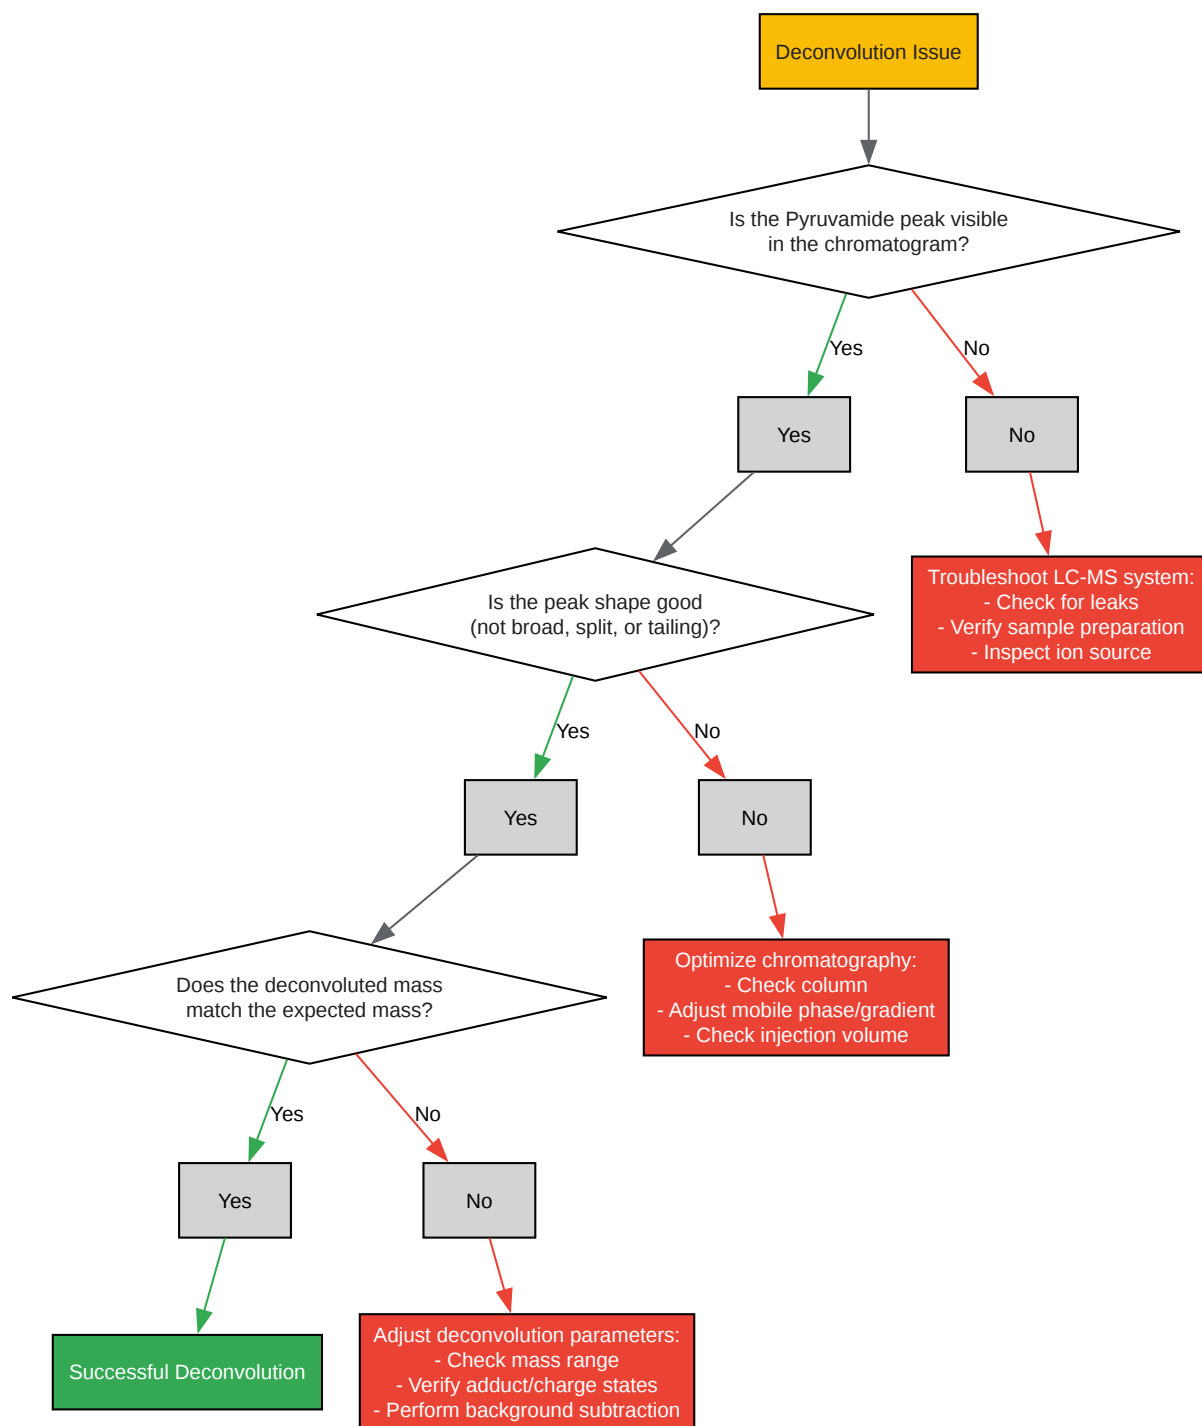 Deconvolution Issue
Is the Pyruvamide peak visible
in the chromatogram?
Yes
No
Yes
No
Troubleshoot LC-MS system:
- Check for leaks
- Verify sample preparation
- Inspect ion source
Is the peak shape good
(not broad, split, or tailing)?
Yes
No
Yes
No
Optimize chromatography:
- Check column
- Adjust mobile phase/gradient
- Check injection volume
Does the deconvoluted mass
match the expected mass?
Yes
No
Yes
No
Successful Deconvolution
Adjust deconvolution parameters:
- Check mass range
- Verify adduct/charge states
- Perform background subtraction